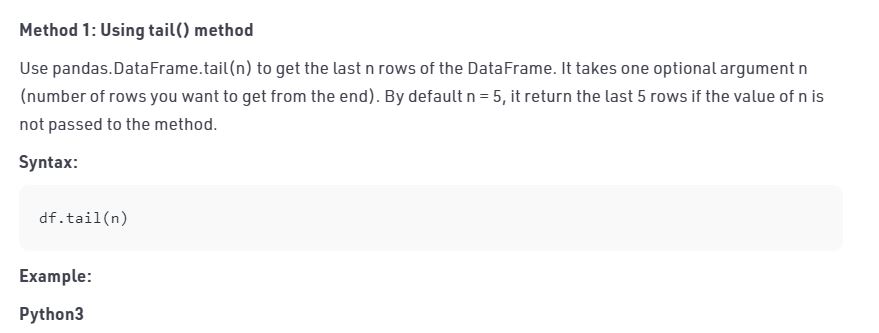 Method 1: Using tail() method
Use pandas.DataFrame.tail(n) to get the last n rows of the DataFrame. It takes one optional argument n
(number of rows you want to get from the end). By default n = 5, it return the last 5 rows if the value of n is
not passed to the method.
Syntax:
df.tail(n)
Example:
Python3